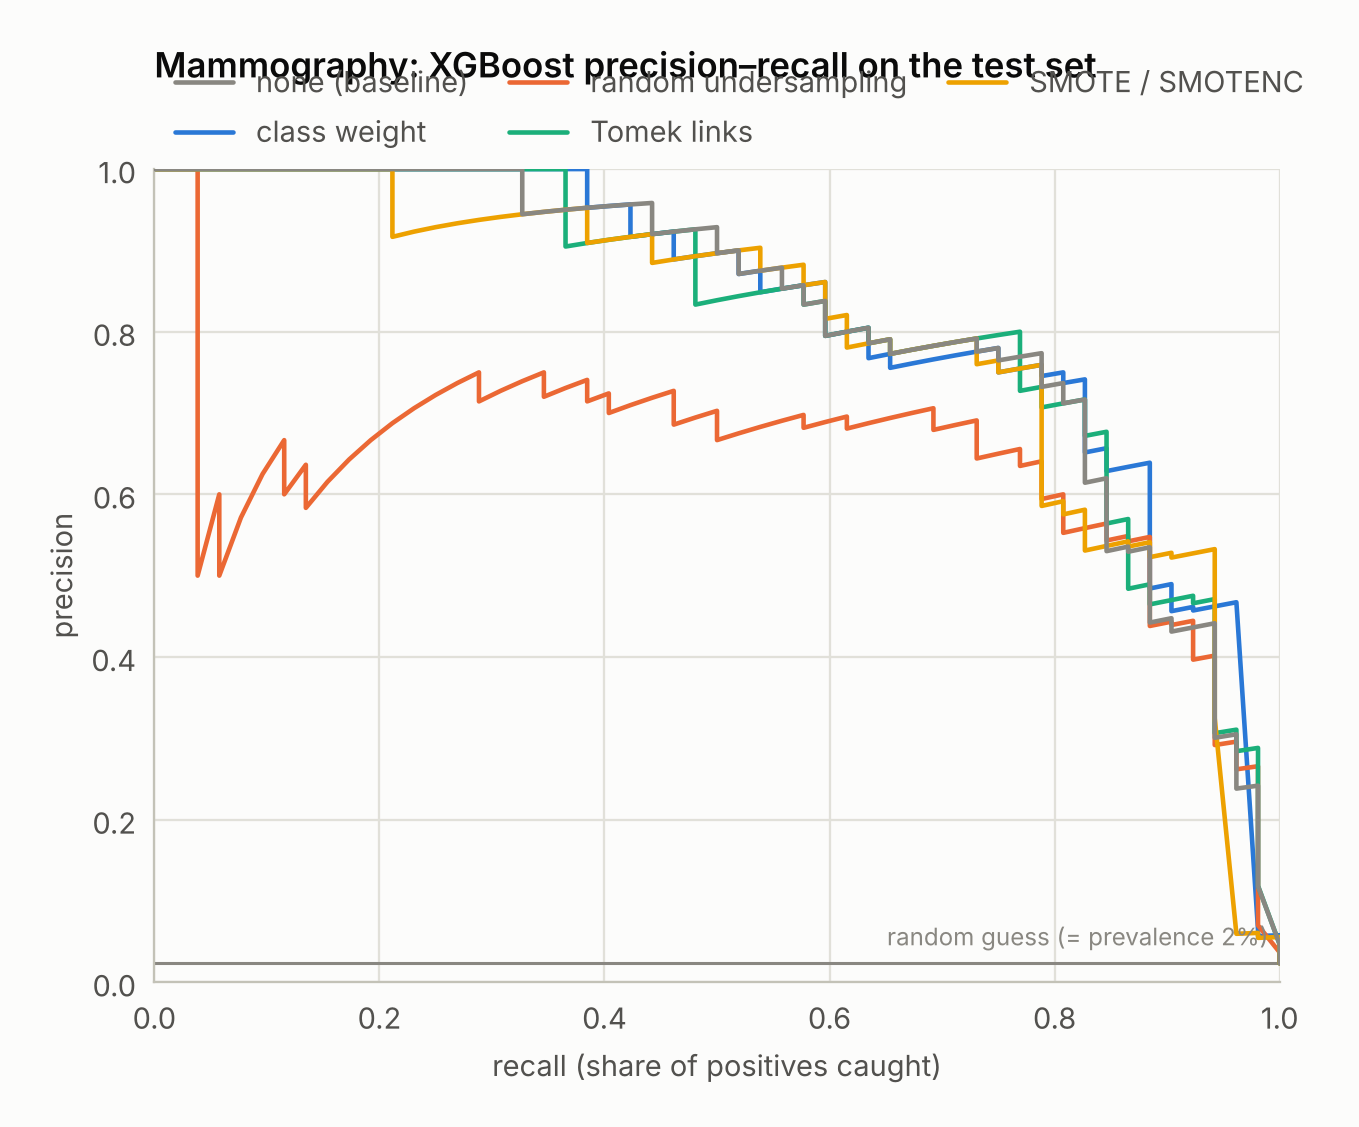 Mammography: XGBoost precision–recall on the test set
none (baseline) random undersampling SMOTE / SMOTENC
class weight Tomek links
1.0
0.8
0.6
0.4
0.2
0.0
precision
random guess (= prevalence 2%)
0.0 0.2 0.4 0.6 0.8 1.0
recall (share of positives caught)